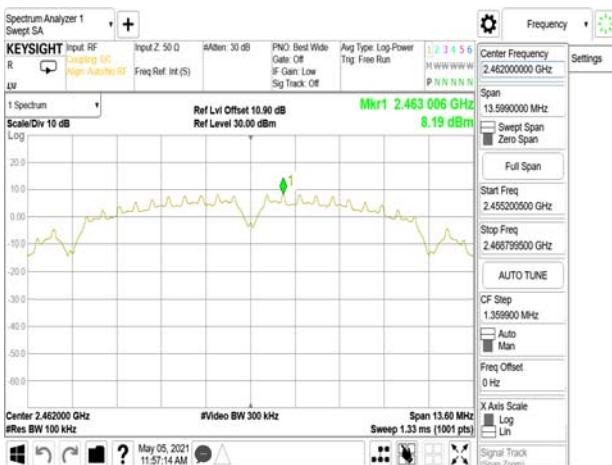 Spectrum Analyzer 1
Swept SA
+
Frequency
KEYSIGHT
R
Input: RF
Coupling: DC
Align: Auto/No RF
Input Z: 50 Ω
Freq Ref: Int (S)
#Atten: 30 dB
PNO: Best Wide
Gate: Off
IF Gain: Low
Sig Track: Off
Avg Type: Log-Power
Trig: Free Run
1 2 3 4 5 6
M W W W W W
P N N N N N
1 Spectrum
Scale/Div 10 dB
Log
Ref Lvl Offset 10.90 dB
Ref Level 30.00 dBm
Mkr1 2.463 006 GHz
8.19 dBm
20.0
10.0
0.00
-10.0
-20.0
-30.0
-40.0
-50.0
-60.0
1
Center 2.462000 GHz
#Res BW 100 kHz
#Video BW 300 kHz
Span 13.60 MHz
Sweep 1.33 ms (1001 pts)
Center Frequency
2.462000000 GHz
Settings
Span
13.5990000 MHz
Swept Span
Zero Span
Full Span
Start Freq
2.455200500 GHz
Stop Freq
2.468799500 GHz
AUTO TUNE
CF Step
1.359900 MHz
Auto
Man
Freq Offset
0 Hz
X Axis Scale
Log
Lin
Signal Track
?
May 05, 2021
11:57:14 AM